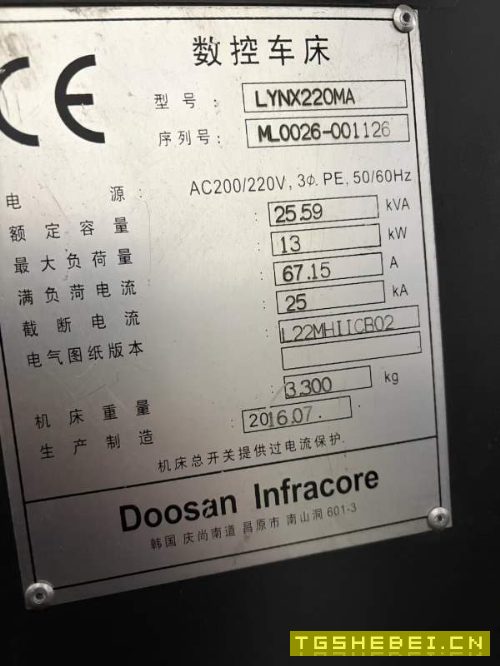 CE
数控车床
型号: LYNX220MA
序列号: ML0026-001126
电源: AC200/220V, 3Φ. PE, 50/60Hz
额定容量: 25.59 kVA
最大负荷量: 13 kW
满负荷电流: 67.15 A
截断电流: 25 kA
电气图纸版本: L22MHIICB02
机床重量: 3,300 kg
生产制造: 2016.07.
机床总开关提供过电流保护.
Doosan Infracore
韩国 庆尚南道 昌原市 南山洞 601-3
TGSHEBEI.CN